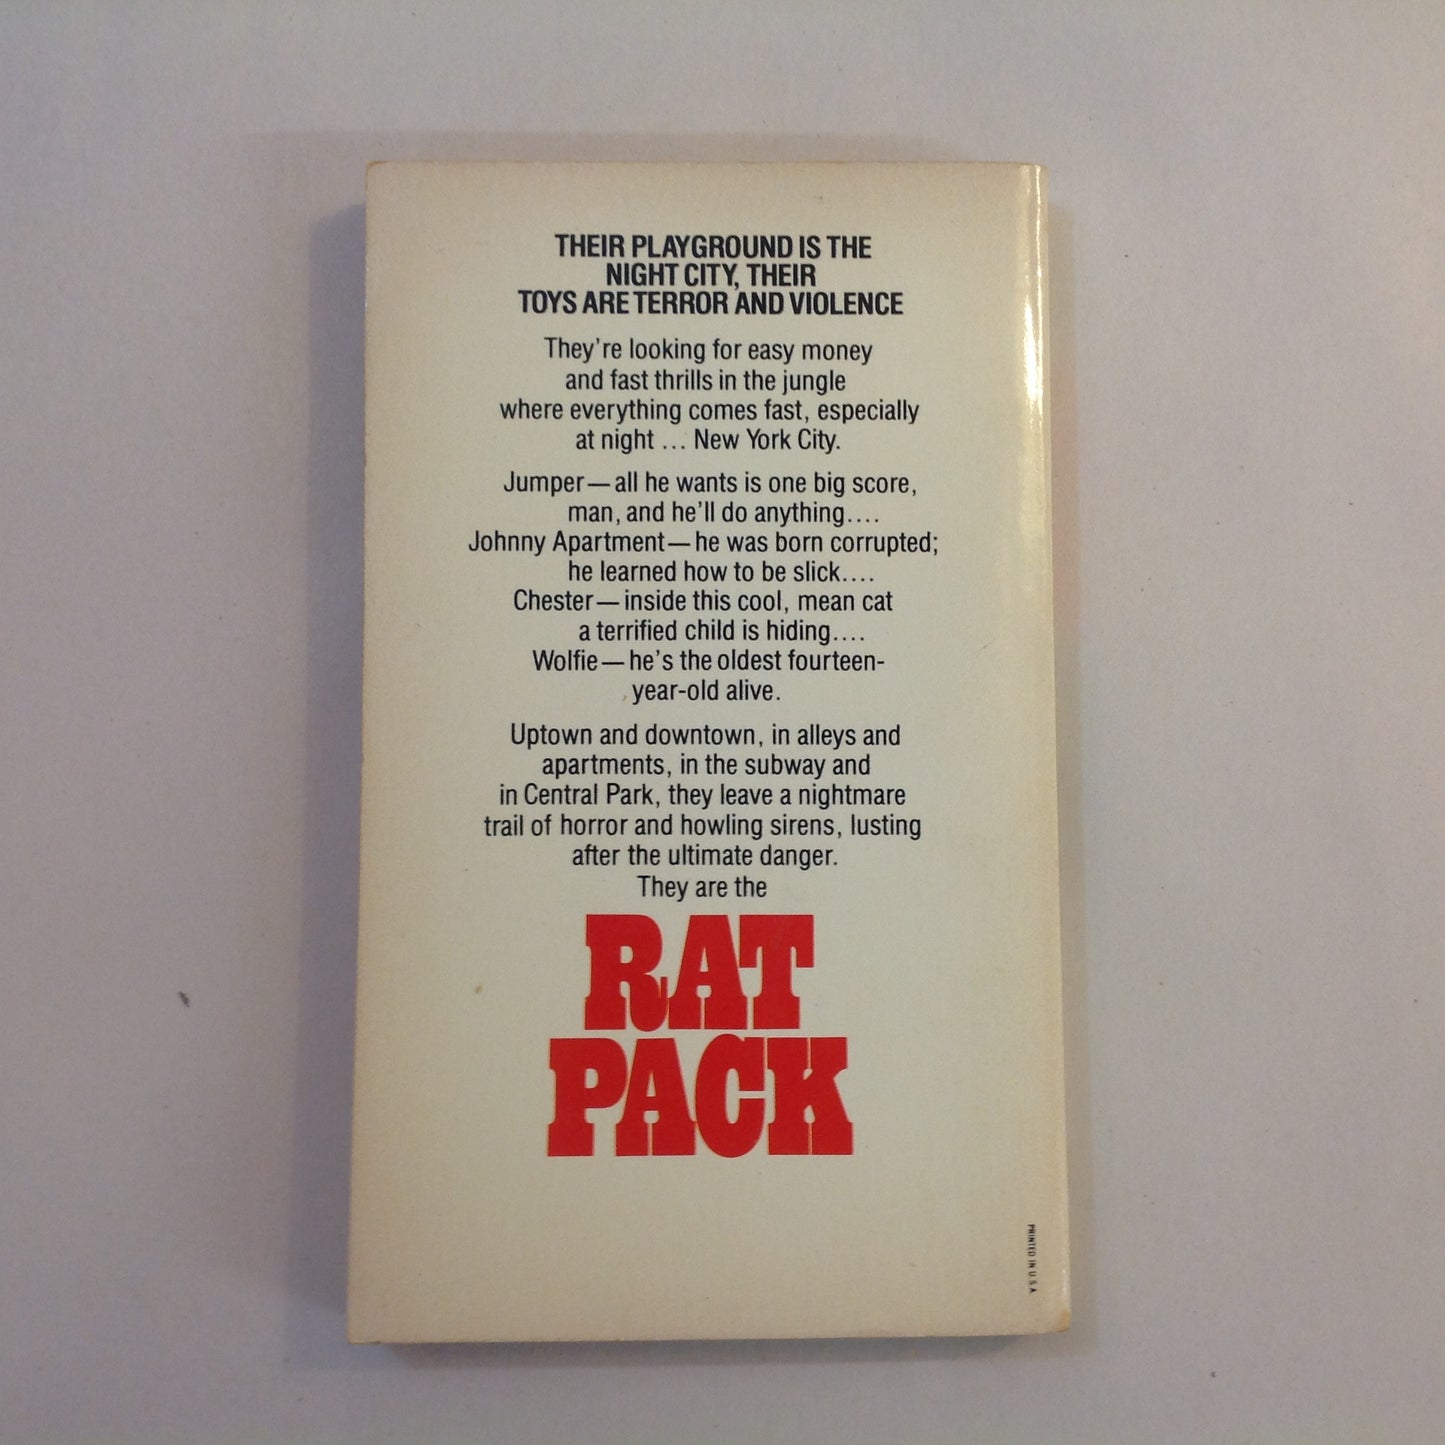 THEIR PLAYGROUND IS THE
NIGHT CITY, THEIR
TOYS ARE TERROR AND VIOLENCE
They're looking for easy money
and fast thrills in the jungle
where everything comes fast, especially
at night ... New York City.
Jumper—all he wants is one big score,
man, and he'll do anything....
Johnny Apartment—he was born corrupted;
he learned how to be slick....
Chester—inside this cool, mean cat
a terrified child is hiding....
Wolfie—he's the oldest fourteen-
year-old alive.
Uptown and downtown, in alleys and
apartments, in the subway and
in Central Park, they leave a nightmare
trail of horror and howling sirens, lusting
after the ultimate danger.
They are the
RAT
PACK
PRINTED IN U.S.A.